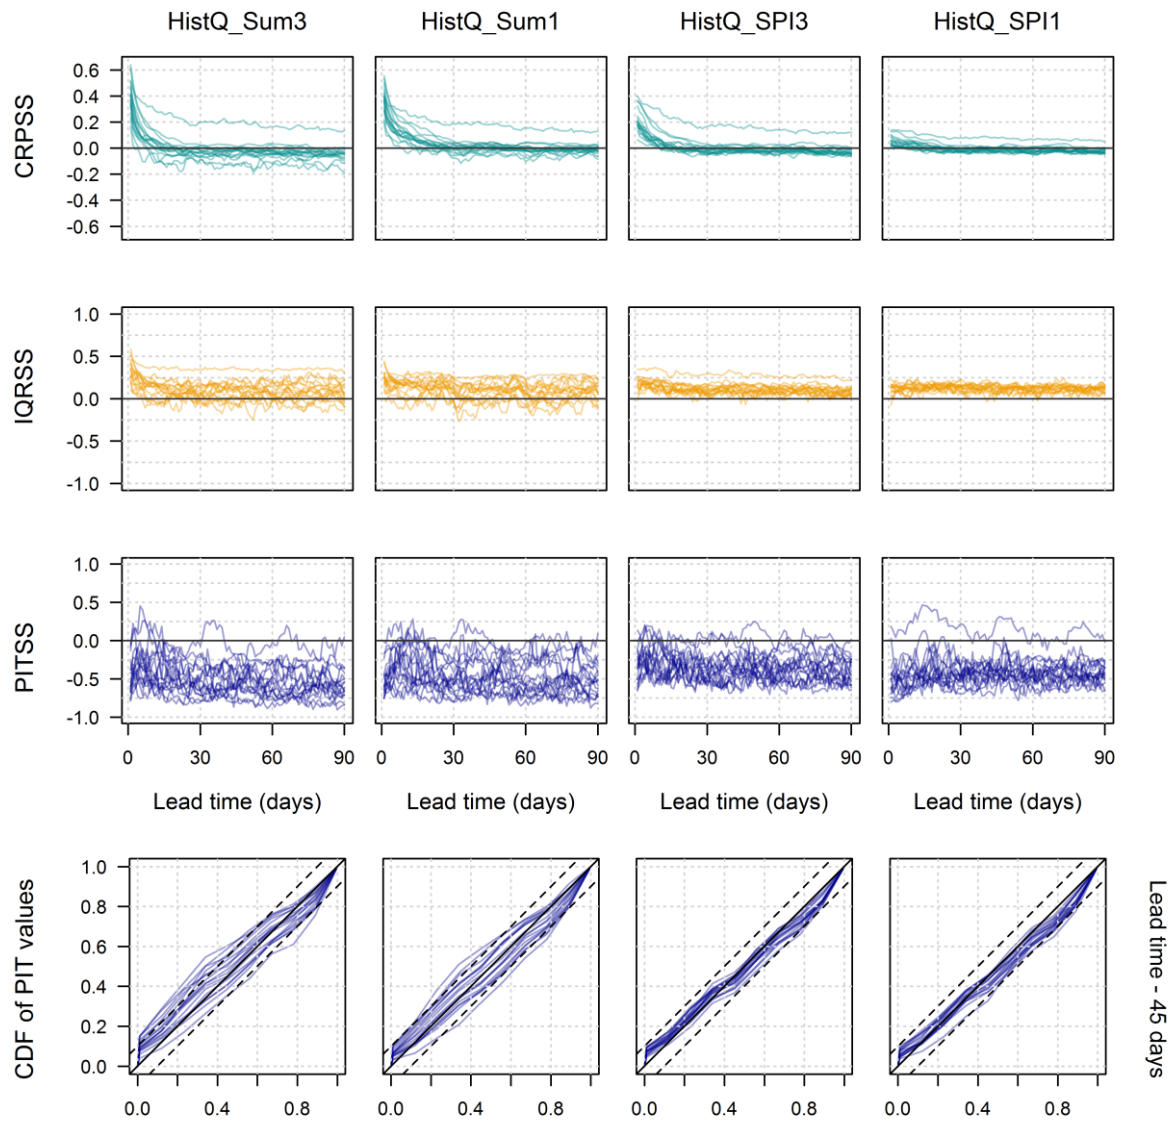 HistQ_Sum3 HistQ_Sum1 HistQ_SPI3 HistQ_SPI1
CRPSS
0.6
0.4
0.2
0.0
-0.2
-0.4
-0.6
IQRSS
1.0
0.5
0.0
-0.5
-1.0
PITSS
1.0
0.5
0.0
-0.5
-1.0
0 30 60 90 0 30 60 90 0 30 60 90 0 30 60 90
Lead time (days) Lead time (days) Lead time (days) Lead time (days)
CDF of PIT values
1.0
0.8
0.6
0.4
0.2
0.0
0.0 0.4 0.8 0.0 0.4 0.8 0.0 0.4 0.8 0.0 0.4 0.8
Lead time - 45 days